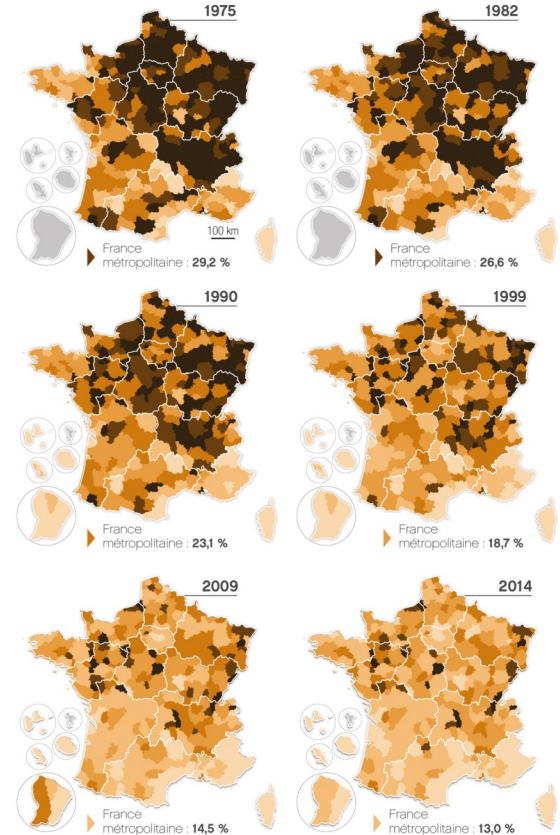 1975
1982
100 km
France
métropolitaine : 29,2 %
France
métropolitaine : 26,6 %
1990
1999
France
métropolitaine : 23,1 %
France
métropolitaine : 18,7 %
2009
2014
France
métropolitaine : 14,5 %
France
métropolitaine : 13,0 %